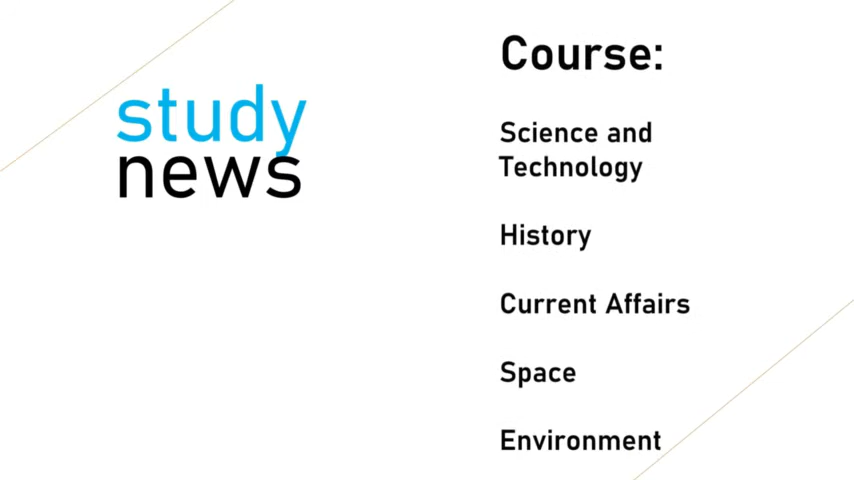 study
news
Course:
Science and
Technology
History
Current Affairs
Space
Environment